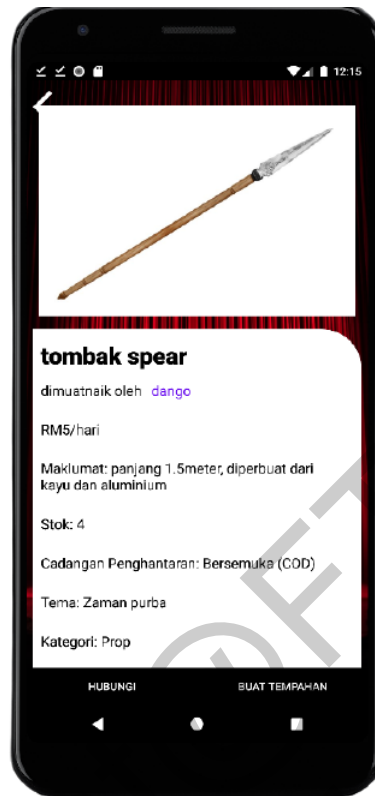 12:15
tombak spear
dimuatnaik oleh dango
RM5/hari
Maklumat: panjang 1.5meter, diperbuat dari
kayu dan aluminium
Stok: 4
Cadangan Penghantaran: Bersemuka (COD)
Tema: Zaman purba
Kategori: Prop
HUBUNGI BUAT TEMPAHAN